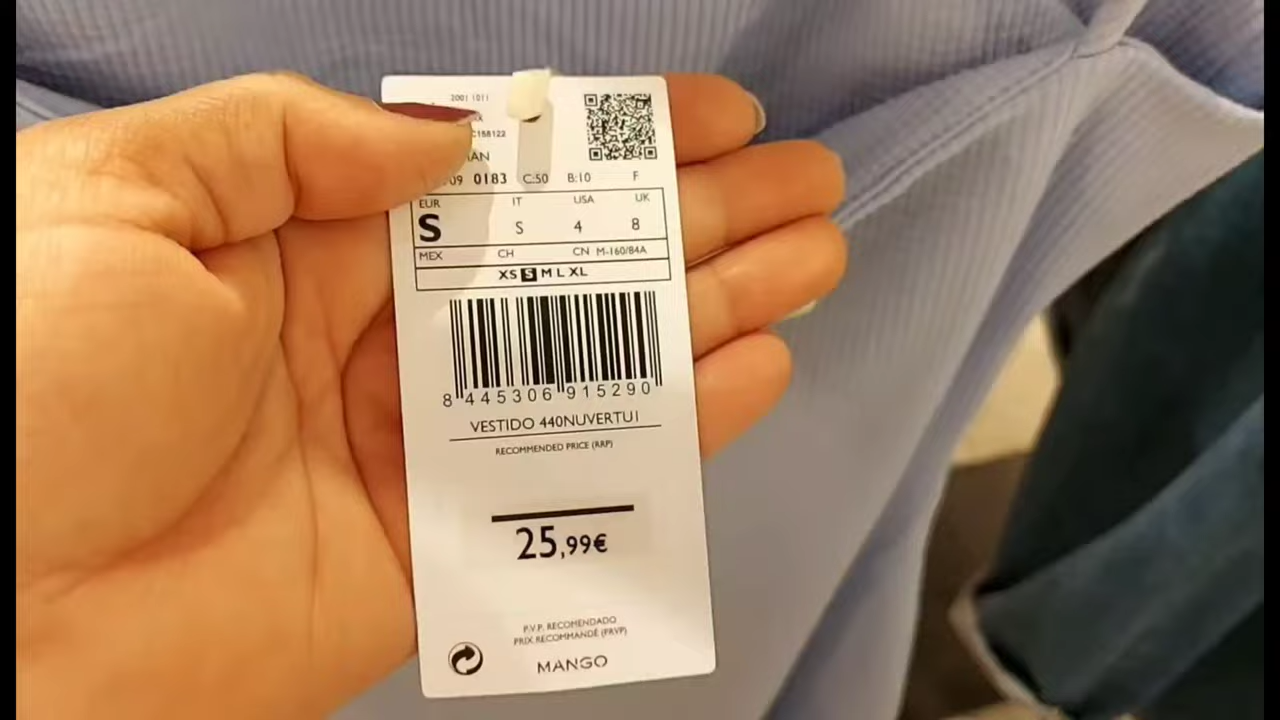 2001 1011
C158122
0183 C:50 B:10 F
EUR IT USA UK
S S 4 8
MEX CH CN M-160/84A
XS S M L XL
8 445306 915290
VESTIDO 440NUVERTU1
RECOMMENDED PRICE (RRP)
25,99€
P.V.P. RECOMENDADO
PRIX RECOMMANDÉ (PRVP)
MANGO